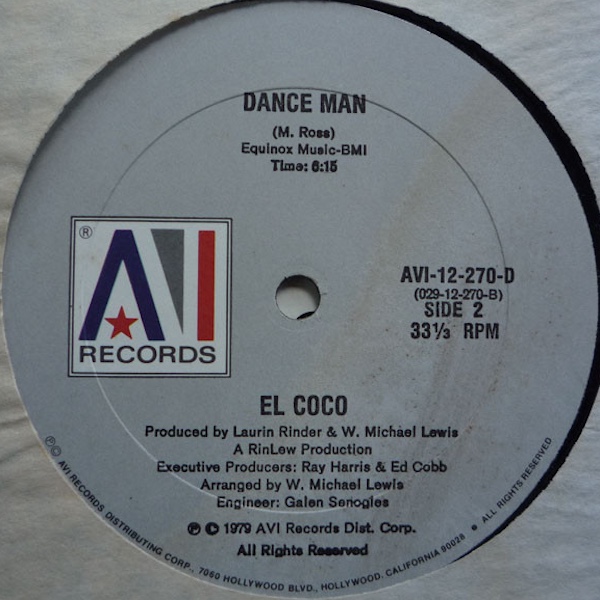 DANCE MAN
(M. Ross)
Equinox Music-BMI
Time: 6:15
®
AVI
RECORDS
AVI-12-270-D
(029-12-270-B)
SIDE 2
33⅓ RPM
EL COCO
Produced by Laurin Rinder & W. Michael Lewis
A RinLew Production
Executive Producers: Ray Harris & Ed Cobb
Arranged by W. Michael Lewis
Engineer: Galen Senogles
℗ © 1979 AVI Records Dist. Corp.
All Rights Reserved
℗© AVI RECORDS DISTRIBUTING CORP., 7060 HOLLYWOOD BLVD., HOLLYWOOD, CALIFORNIA 90028 ● ALL RIGHTS RESERVED